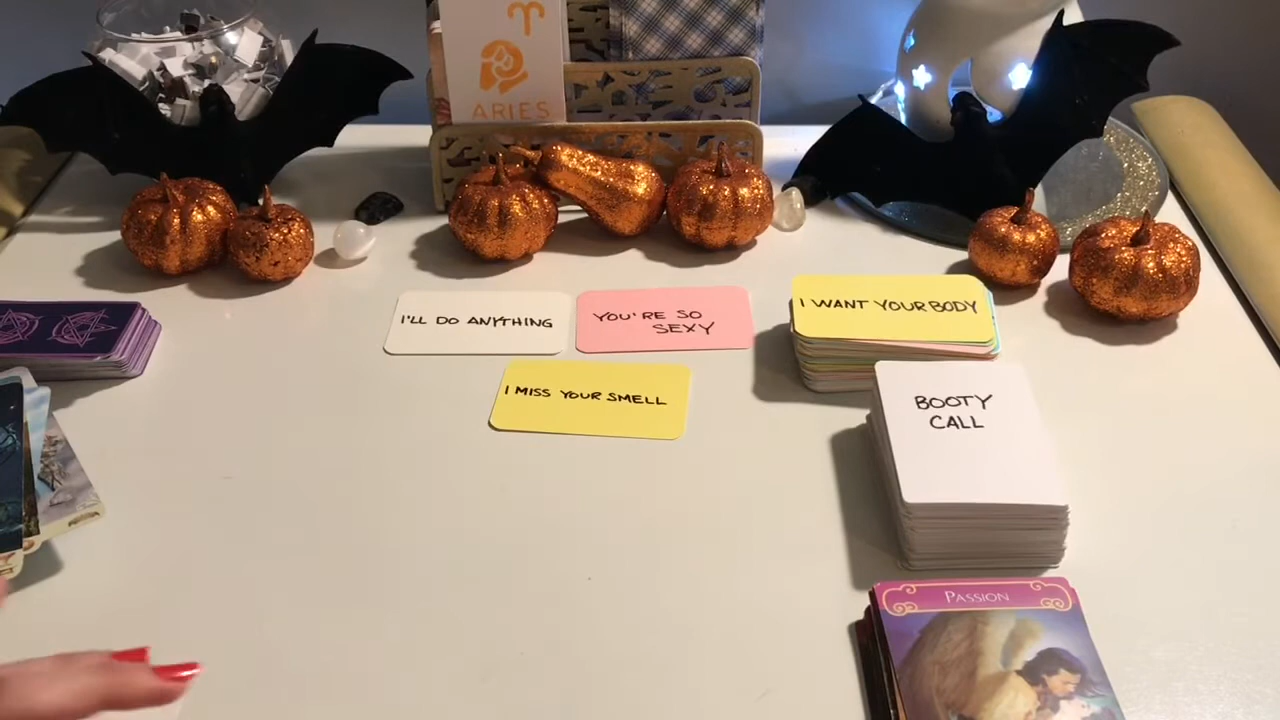 ARIES
I'LL DO ANYTHING
YOU'RE SO
SEXY
I WANT YOUR BODY
I MISS YOUR SMELL
BOOTY
CALL
PASSION